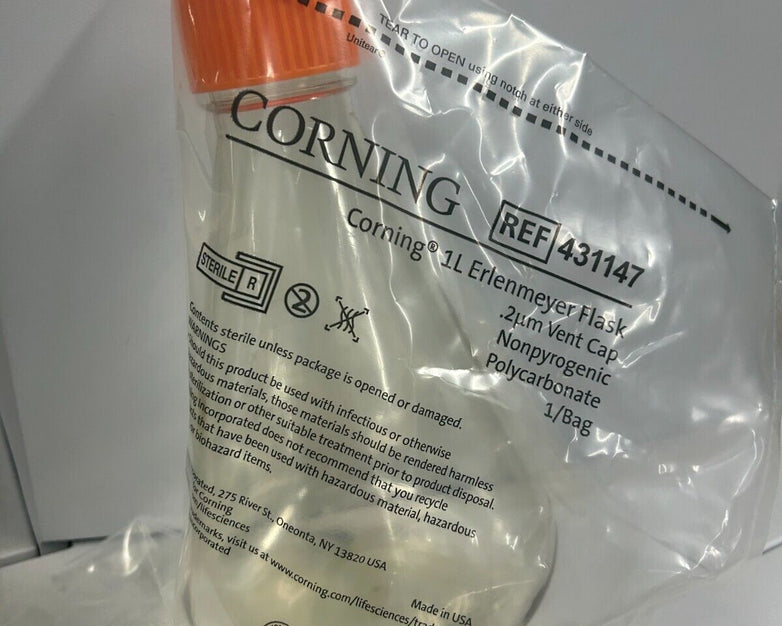 TEAR TO OPEN using notch at either side
Unitear®
CORNING
REF 431147
Corning® 1L Erlenmeyer Flask
.2µm Vent Cap
Nonpyrogenic
Polycarbonate
1/Bag
STERILE R
2
Contents sterile unless package is opened or damaged.
WARNINGS
Should this product be used with infectious or otherwise
hazardous materials, those materials should be rendered harmless
sterilization or other suitable treatment prior to product disposal.
Incorporated does not recommend that you recycle
that have been used with hazardous material, hazardous
biohazard items.
275 River St., Oneonta, NY 13820 USA
Corning
/lifesciences
visit us at www.corning.com/lifesciences/
Incorporated
Made in USA